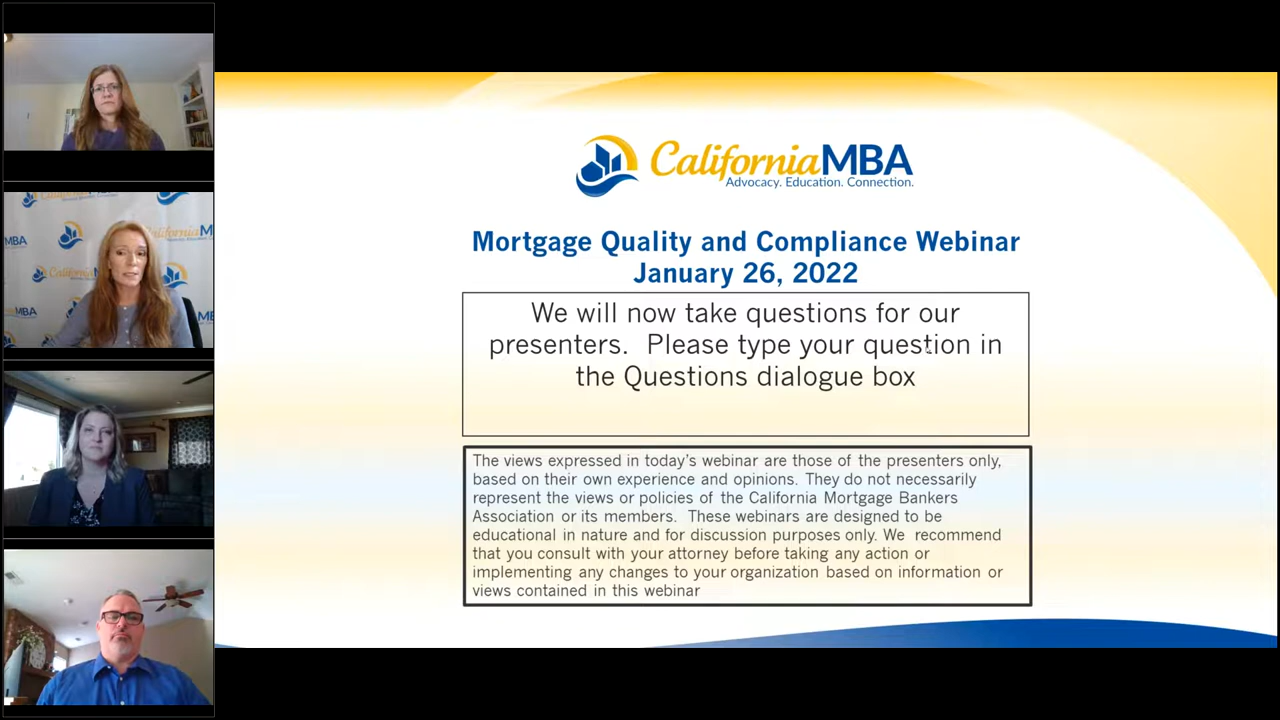 CaliforniaMBA
Advocacy. Education. Connection.
Mortgage Quality and Compliance Webinar
January 26, 2022
We will now take questions for our
presenters. Please type your question in
the Questions dialogue box
The views expressed in today's webinar are those of the presenters only,
based on their own experience and opinions. They do not necessarily
represent the views or policies of the California Mortgage Bankers
Association or its members. These webinars are designed to be
educational in nature and for discussion purposes only. We recommend
that you consult with your attorney before taking any action or
implementing any changes to your organization based on information or
views contained in this webinar
MBA
California
MBA